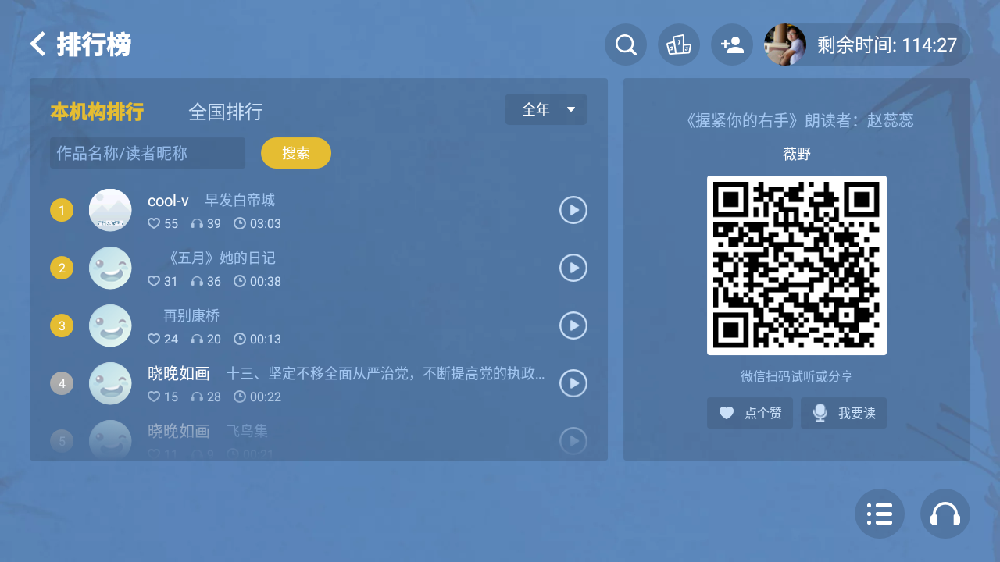 排行榜
剩余时间: 114:27
本机构排行
全国排行
全年
作品名称/读者昵称
搜索
1
cool-v 早发白帝城
55 39 03:03
2
《五月》她的日记
31 36 00:38
3
再别康桥
24 20 00:13
4
晓晚如画 十三、坚定不移全面从严治党，不断提高党的执政...
15 28 00:22
5
晓晚如画 飞鸟集
11 9 00:21
《握紧你的右手》朗读者：赵蕊蕊
薇野
微信扫码试听或分享
点个赞
我要读